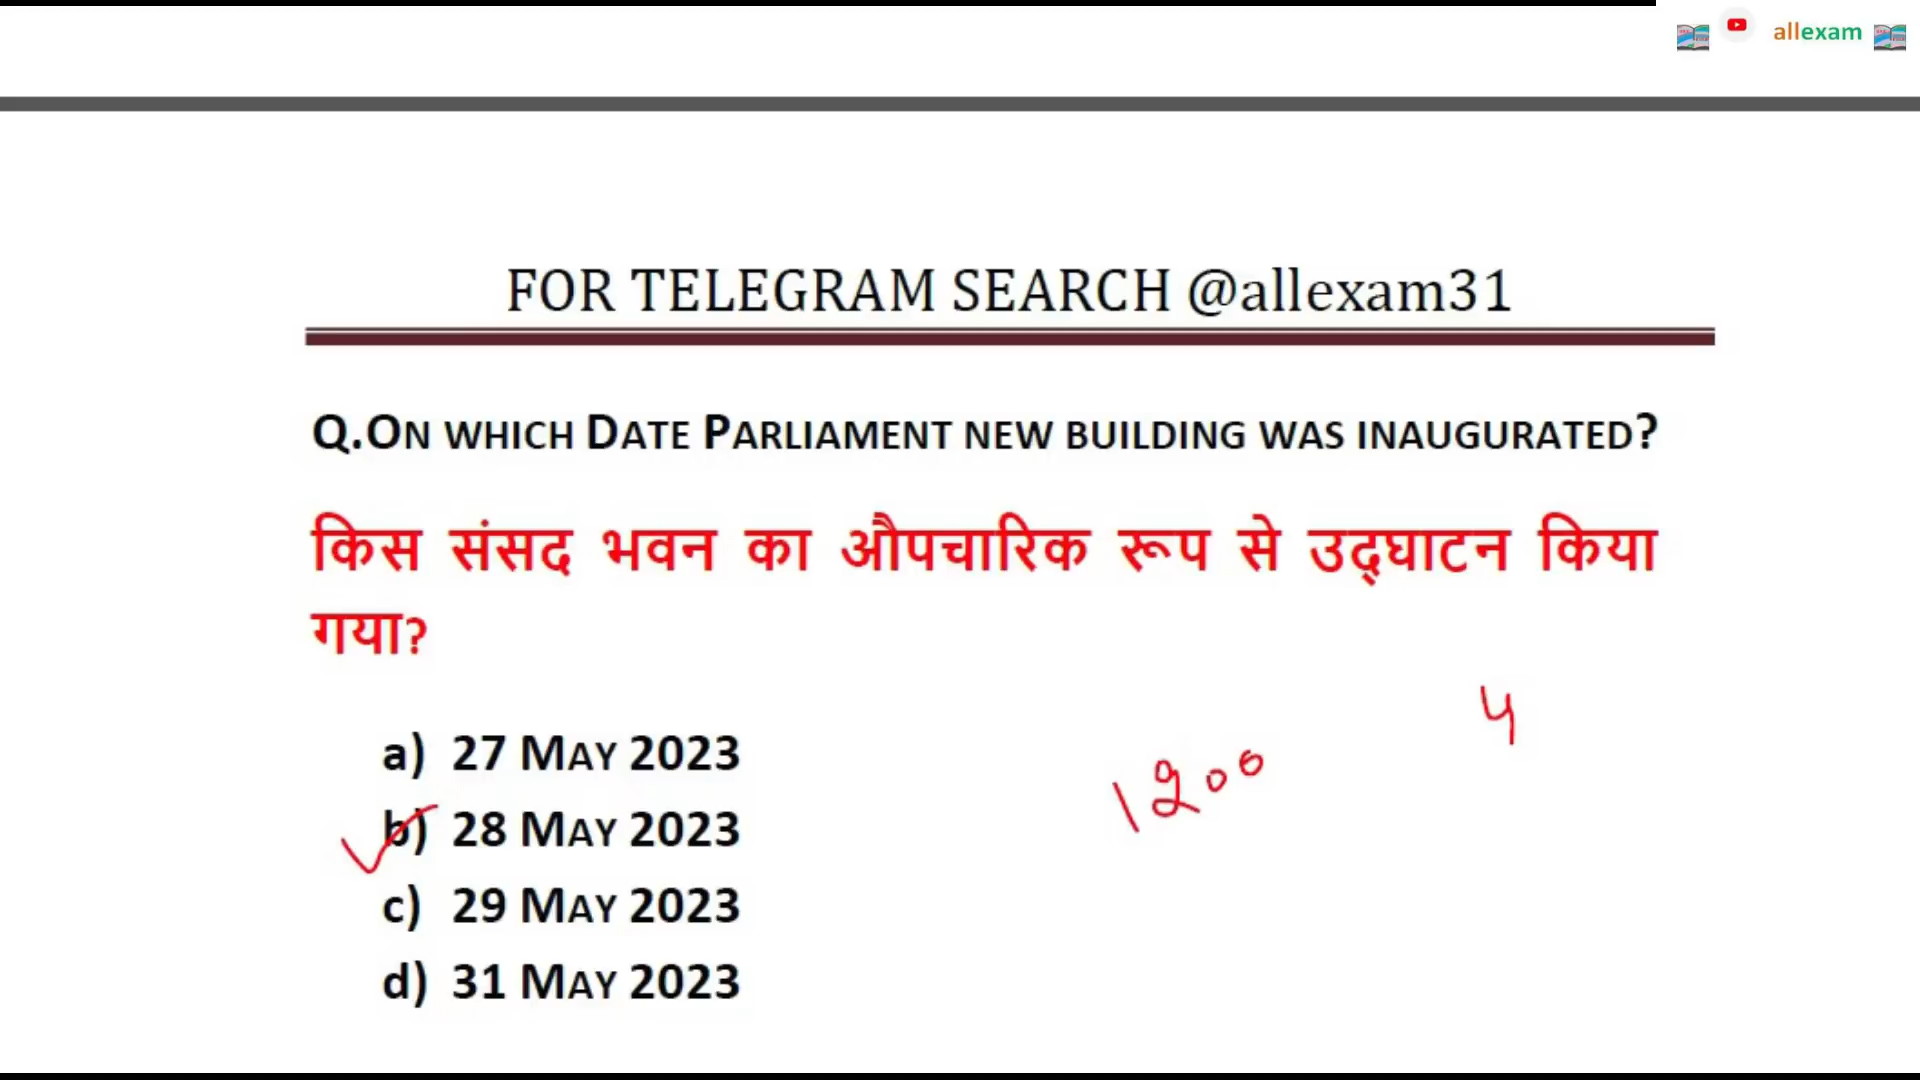 allexam
FOR TELEGRAM SEARCH @allexam31
Q.ON WHICH DATE PARLIAMENT NEW BUILDING WAS INAUGURATED?
किस संसद भवन का औपचारिक रूप से उद्घाटन किया
गया?
4
a) 27 MAY 2023
1200
b) 28 MAY 2023
c) 29 MAY 2023
d) 31 MAY 2023